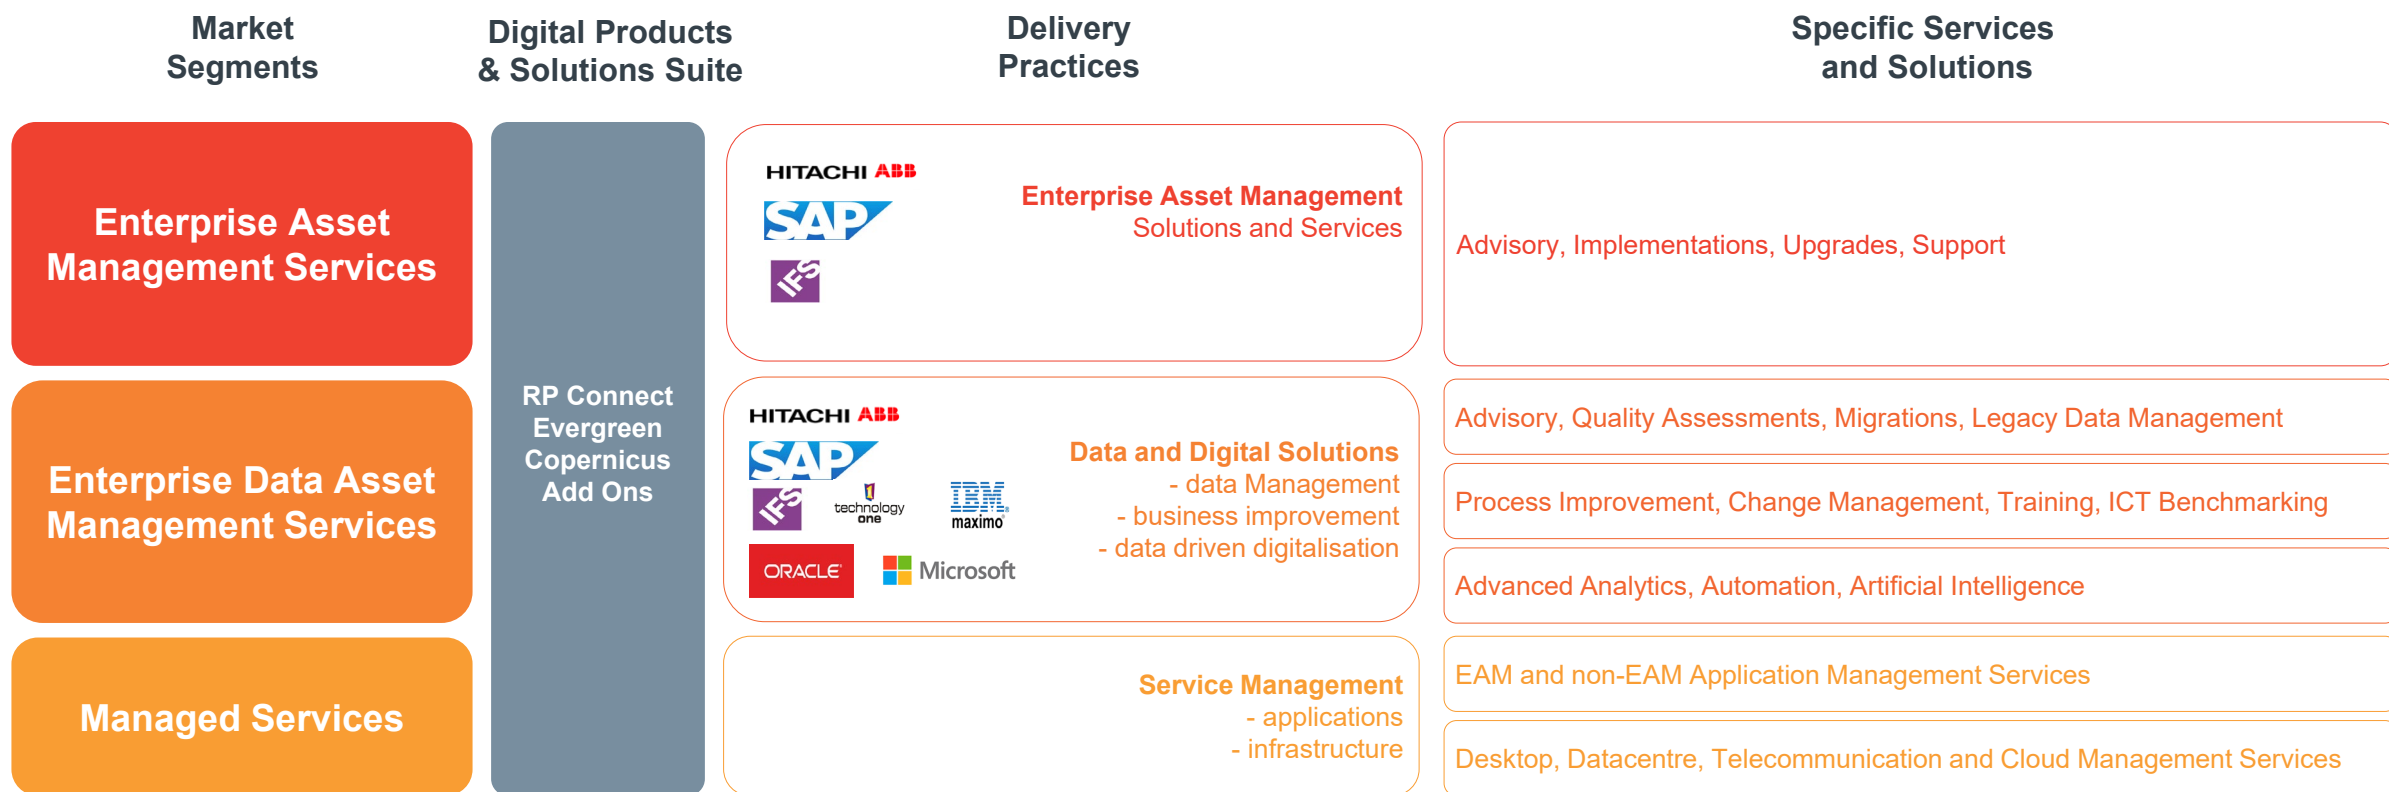 Market
Segments
Digital Products
& Solutions Suite
Delivery
Practices
Specific Services
and Solutions
Enterprise Asset
Management Services
RP Connect
Evergreen
Copernicus
Add Ons
HITACHI ABB
SAP
IFS
Enterprise Asset Management
Solutions and Services
Advisory, Implementations, Upgrades, Support
Enterprise Data Asset
Management Services
HITACHI ABB
SAP
IFS
technology
one
IBM.
maximo
ORACLE
Microsoft
Data and Digital Solutions
- data Management
- business improvement
- data driven digitalisation
Advisory, Quality Assessments, Migrations, Legacy Data Management
Process Improvement, Change Management, Training, ICT Benchmarking
Advanced Analytics, Automation, Artificial Intelligence
Managed Services
Service Management
- applications
- infrastructure
EAM and non-EAM Application Management Services
Desktop, Datacentre, Telecommunication and Cloud Management Services